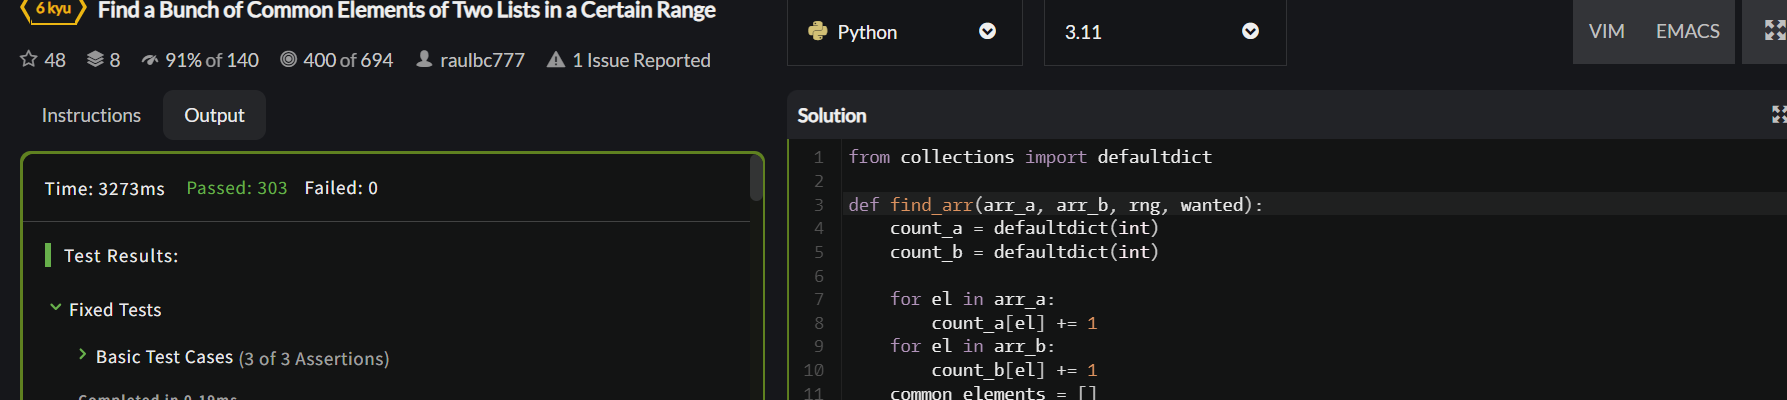 6 kyu Find a Bunch of Common Elements of Two Lists in a Certain Range
48 8 91% of 140 400 of 694 raulbc777 1 Issue Reported
Instructions Output
Time: 3273ms Passed: 303 Failed: 0
Test Results:
Fixed Tests
Basic Test Cases (3 of 3 Assertions)
Completed in 0.10ms
Python 3.11 VIM EMACS
Solution
1 from collections import defaultdict
2
3 def find_arr(arr_a, arr_b, rng, wanted):
4 count_a = defaultdict(int)
5 count_b = defaultdict(int)
6
7 for el in arr_a:
8 count_a[el] += 1
9 for el in arr_b:
10 count_b[el] += 1
11 common_elements = []